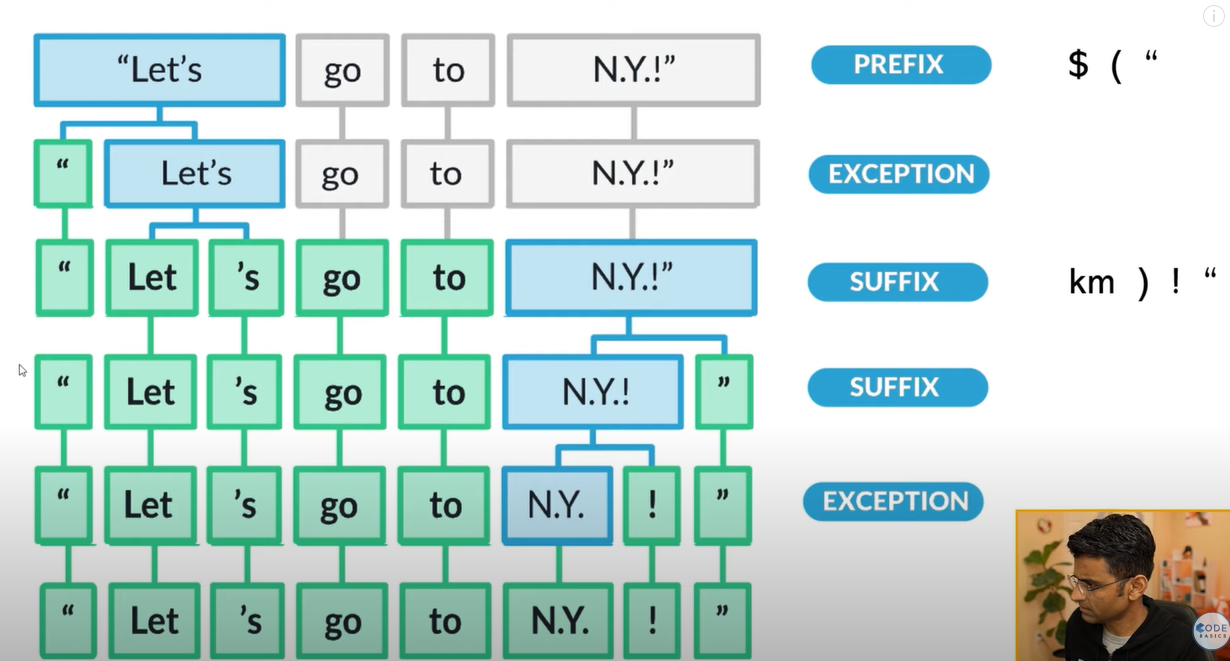 “Let’s go to N.Y.!” PREFIX $ ( “
“ Let’s go to N.Y.!” EXCEPTION
“ Let ’s go to N.Y.!” SUFFIX km ) ! “
“ Let ’s go to N.Y.! ” SUFFIX
“ Let ’s go to N.Y. ! ” EXCEPTION
“ Let ’s go to N.Y. ! ”
CODE
BASICS